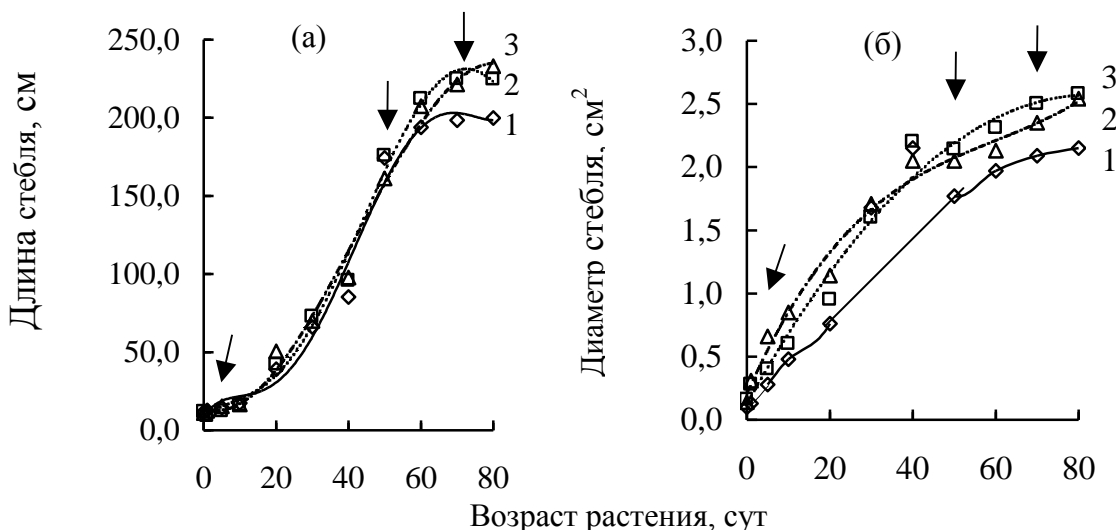 250,0
200,0
150,0
100,0
50,0
0,0
Длина стебля, см
(а)
3
2
1
0 20 40 60 80
3,0
2,5
2,0
1,5
1,0
0,5
0,0
Диаметр стебля, см²
(б)
3
2
1
0 20 40 60 80
Возраст растения, сут